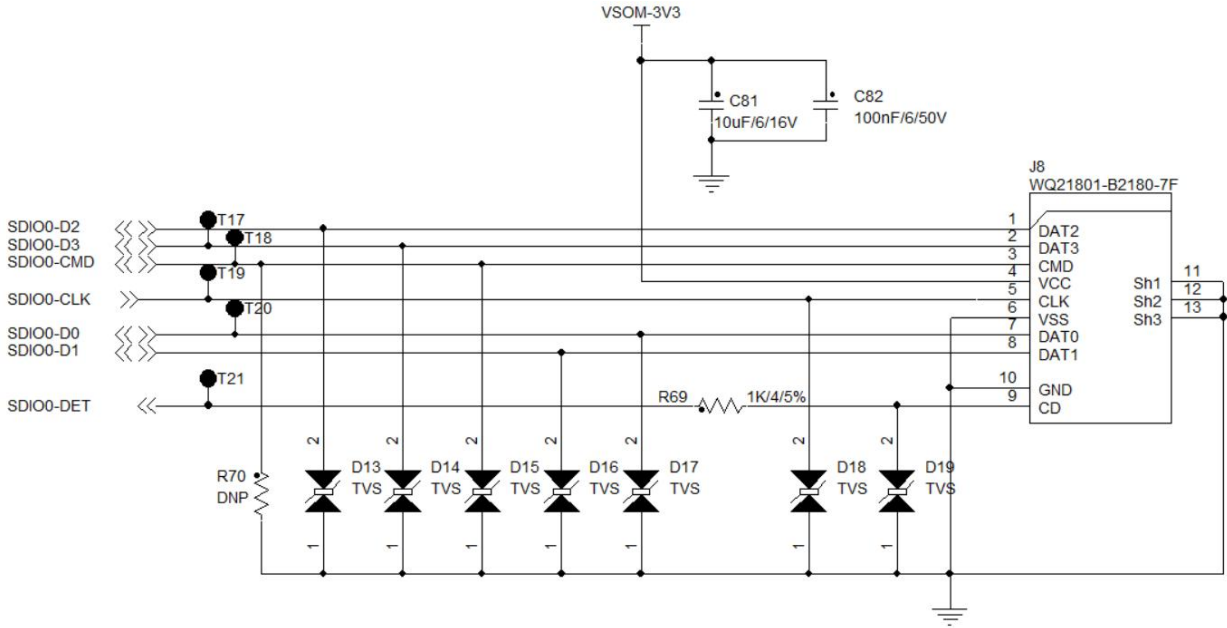 VSOM-3V3
C81
10uF/6/16V
C82
100nF/6/50V
J8
WQ21801-B2180-7F
SDIO0-D2
T17
1
DAT2
SDIO0-D3
T18
2
DAT3
SDIO0-CMD
3
CMD
T19
4
VCC
Sh1
11
SDIO0-CLK
5
CLK
Sh2
12
T20
6
VSS
Sh3
13
SDIO0-D0
7
DAT0
SDIO0-D1
8
DAT1
T21
10
GND
SDIO0-DET
R69
1K/4/5%
9
CD
2
2
2
2
2
2
2
R70
DNP
D13
TVS
D14
TVS
D15
TVS
D16
TVS
D17
TVS
D18
TVS
D19
TVS
1
1
1
1
1
1
1